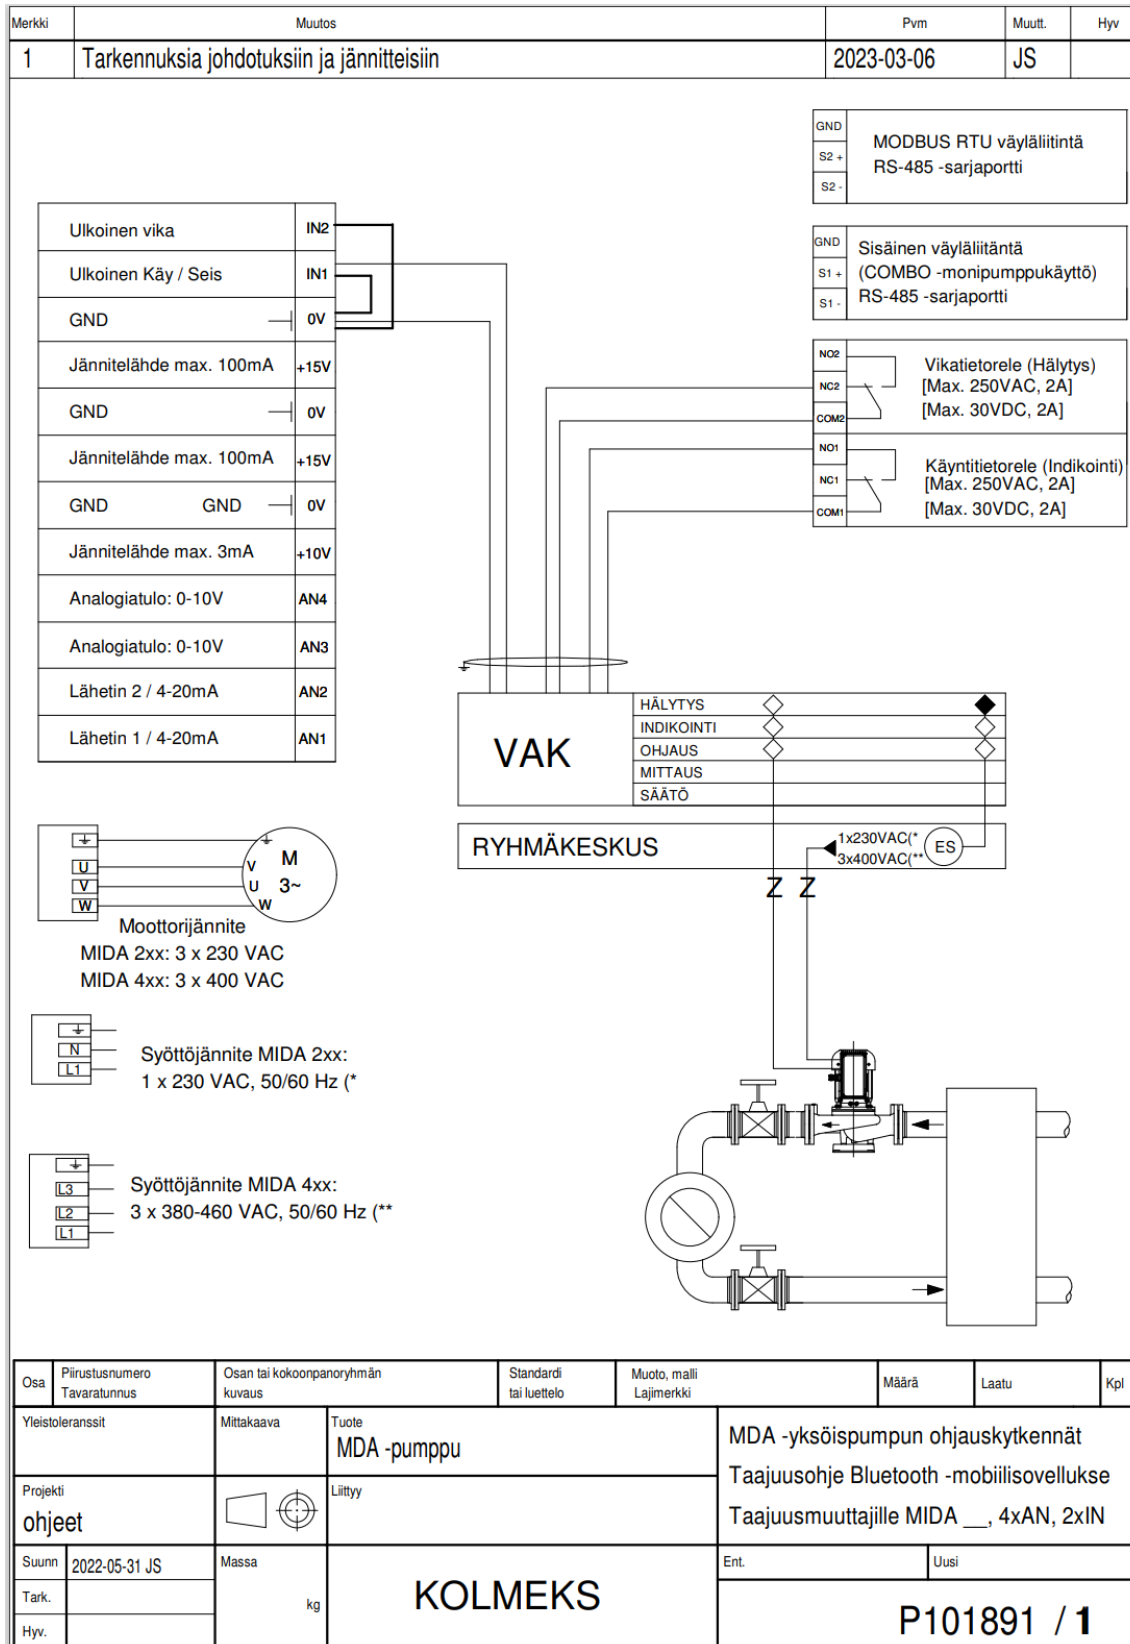 Merkki Muutos Pvm Muutt. Hyv
1 Tarkennuksia johdotuksiin ja jännitteisiin 2023-03-06 JS
GND
S2 +
S2 -
MODBUS RTU väyläliitintä
RS-485 -sarjaportti
GND
S1 +
S1 -
Sisäinen väyläliitäntä
(COMBO -monipumppukäyttö)
RS-485 -sarjaportti
Ulkoinen vika IN2
Ulkoinen Käy / Seis IN1
GND 0V
Jännitelähde max. 100mA +15V
GND 0V
Jännitelähde max. 100mA +15V
GND GND 0V
Jännitelähde max. 3mA +10V
Analogiatulo: 0-10V AN4
Analogiatulo: 0-10V AN3
Lähetin 2 / 4-20mA AN2
Lähetin 1 / 4-20mA AN1
NO2
NC2
COM2
Vikatietorele (Hälytys)
[Max. 250VAC, 2A]
[Max. 30VDC, 2A]
NO1
NC1
COM1
Käyntitietorele (Indikointi)
[Max. 250VAC, 2A]
[Max. 30VDC, 2A]
VAK
HÄLYTYS
INDIKOINTI
OHJAUS
MITTAUS
SÄÄTÖ
RYHMÄKESKUS
1x230VAC(*
3x400VAC(**
ES
Z Z
U
V
W
V
U
W
M
3~
Moottorijännite
MIDA 2xx: 3 x 230 VAC
MIDA 4xx: 3 x 400 VAC
N
L1
Syöttöjännite MIDA 2xx:
1 x 230 VAC, 50/60 Hz (*
L3
L2
L1
Syöttöjännite MIDA 4xx:
3 x 380-460 VAC, 50/60 Hz (**
Osa
Piirustusnumero
Tavaratunnus
Osan tai kokoonpanoryhmän
kuvaus
Standardi
tai luettelo
Muoto, malli
Lajimerkki
Määrä
Laatu
Kpl
Yleistoleranssit
Mittakaava
Tuote
MDA -pumppu
MDA -yksöispumpun ohjauskytkennät
Taajuusohje Bluetooth -mobiilisovellukse
Taajuusmuuttajille MIDA __, 4xAN, 2xIN
Projekti
ohjeet
Liittyy
Suunn 2022-05-31 JS
Tark.
Hyv.
Massa
kg
KOLMEKS
Ent.
Uusi
P101891 / 1